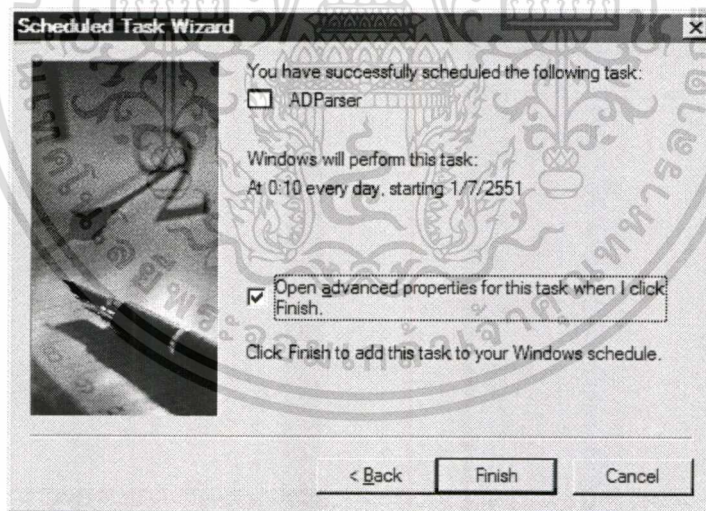 Scheduled Task Wizard
You have successfully scheduled the following task:
ADParser
Windows will perform this task:
At 0:10 every day, starting 1/7/2551
Open advanced properties for this task when I click
Finish.
Click Finish to add this task to your Windows schedule.
< Back Finish Cancel